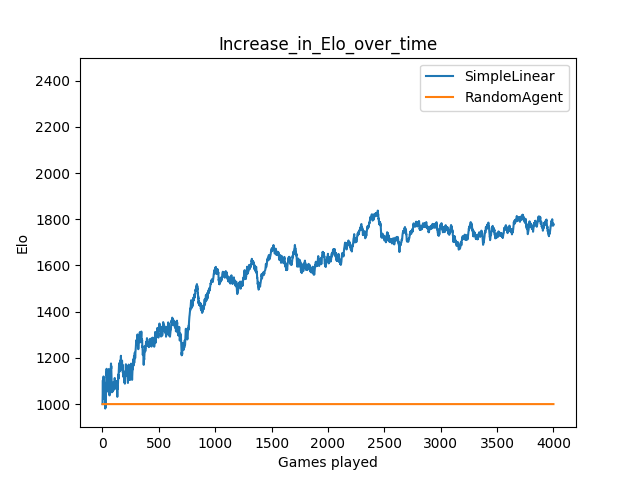 Increase_in_Elo_over_time
SimpleLinear
RandomAgent
2400
2200
2000
1800
1600
1400
1200
1000
Elo
0 500 1000 1500 2000 2500 3000 3500 4000
Games played